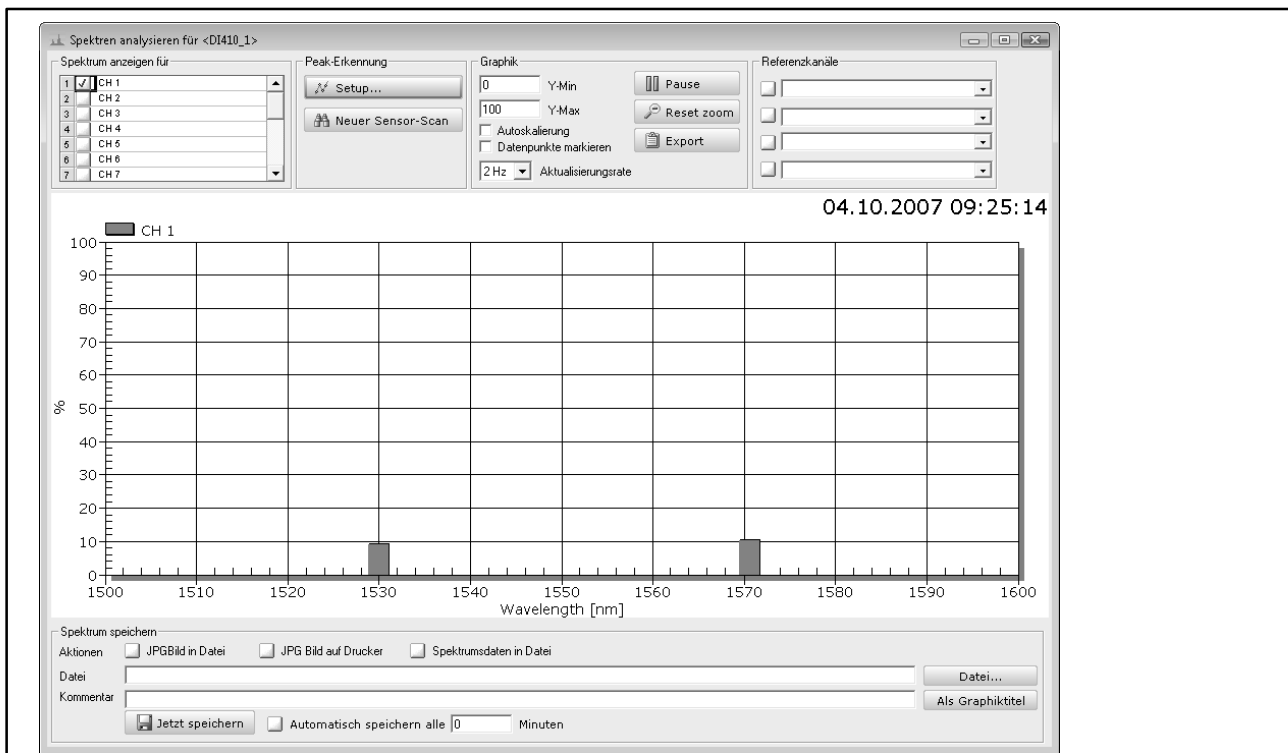 Spektren analysieren für <DI410_1>
Spektrum anzeigen für
1 CH 1
2 CH 2
3 CH 3
4 CH 4
5 CH 5
6 CH 6
7 CH 7
Peak-Erkennung
Setup...
Neuer Sensor-Scan
Graphik
0 Y-Min
100 Y-Max
Autoskalierung
Datenpunkte markieren
2 Hz Aktualisierungsrate
Pause
Reset zoom
Export
Referenzkanäle
04.10.2007 09:25:14
CH 1
100
90
80
70
60
50
40
30
20
10
0
%
1500 1510 1520 1530 1540 1550 1560 1570 1580 1590 1600
Wavelength [nm]
Spektrum speichern
Aktionen JPGBild in Datei JPG Bild auf Drucker Spektrumsdaten in Datei
Datei Datei...
Kommentar Als Graphiktitel
Jetzt speichern Automatisch speichern alle 0 Minuten